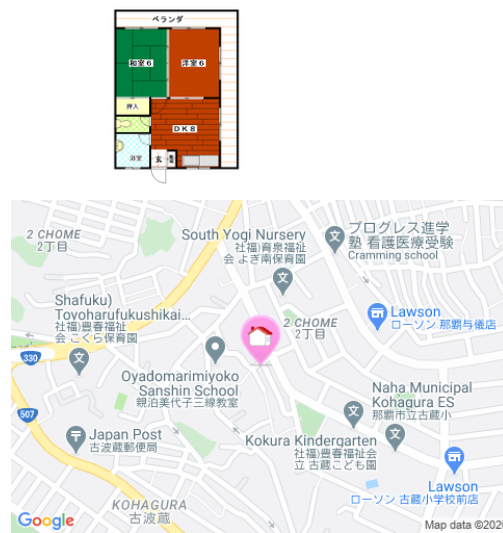 ベランダ
和室6
洋室6
押入
DK8
浴室
玄
2 CHOME
2丁目
South Yogi Nursery
社福)育泉福祉
会 よぎ南保育園
プログレス進学
塾 看護医療受験
Cramming school
Shafuku)
Toyoharufukushikai...
社福)豊春福祉
会 こくら保育園
2 CHOME
2丁目
Lawson
ローソン 那覇与儀店
330
Oyadomarimiyoko
Sanshin School
親泊美代子三線教室
Naha Municipal
Kohagura ES
那覇市立古蔵小
507
Japan Post
古波蔵郵便局
Kokura Kindergarten
社福)豊春福祉会
立 古蔵こども園
Lawson
ローソン 古蔵小学校前店
KOHAGURA
古波蔵
Google
Map data ©2026